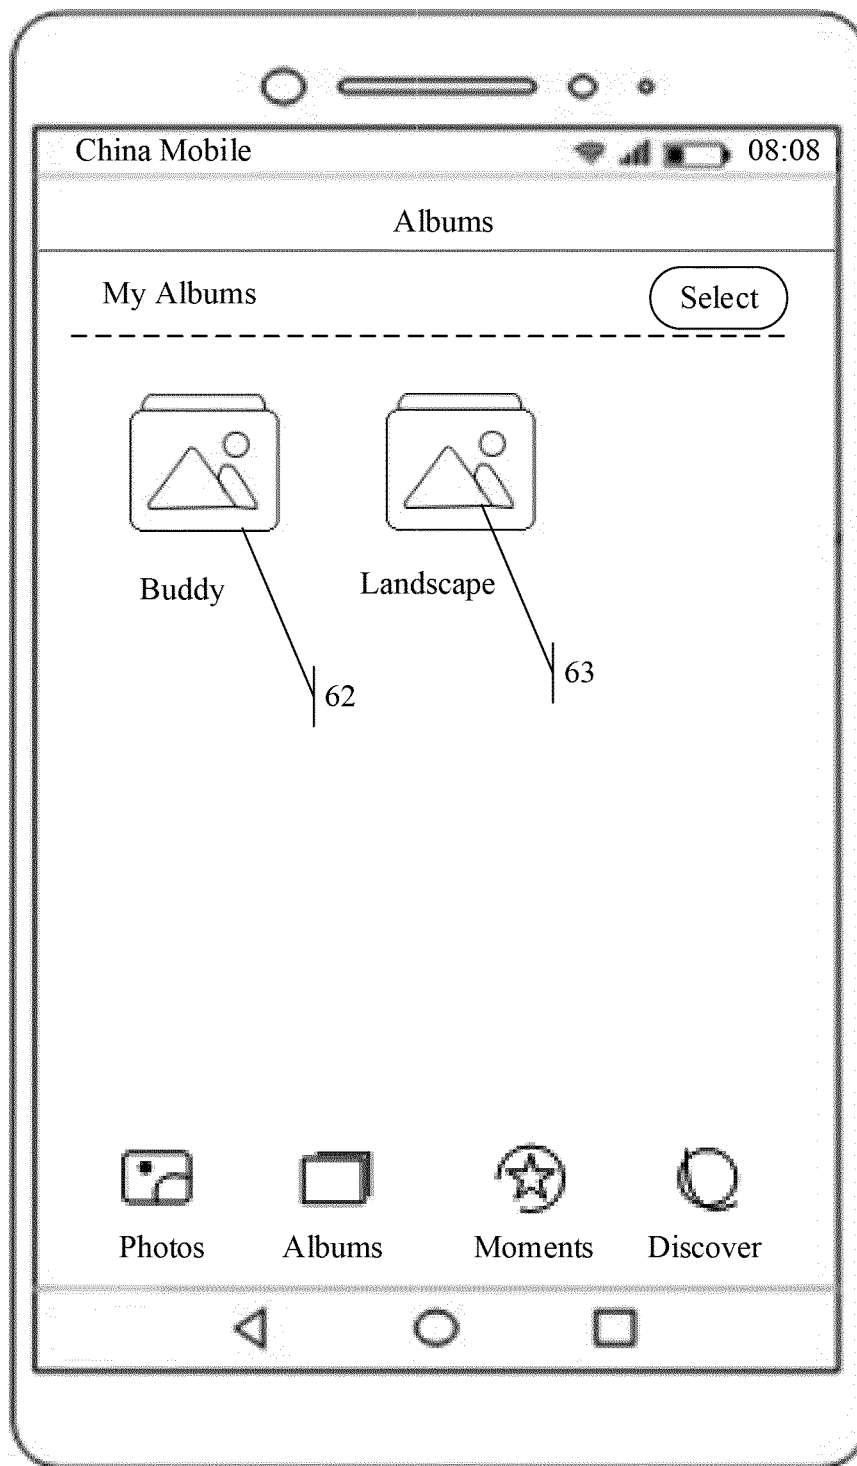 China Mobile 08:08
Albums
My Albums Select
Buddy Landscape
62 63
Photos Albums Moments Discover